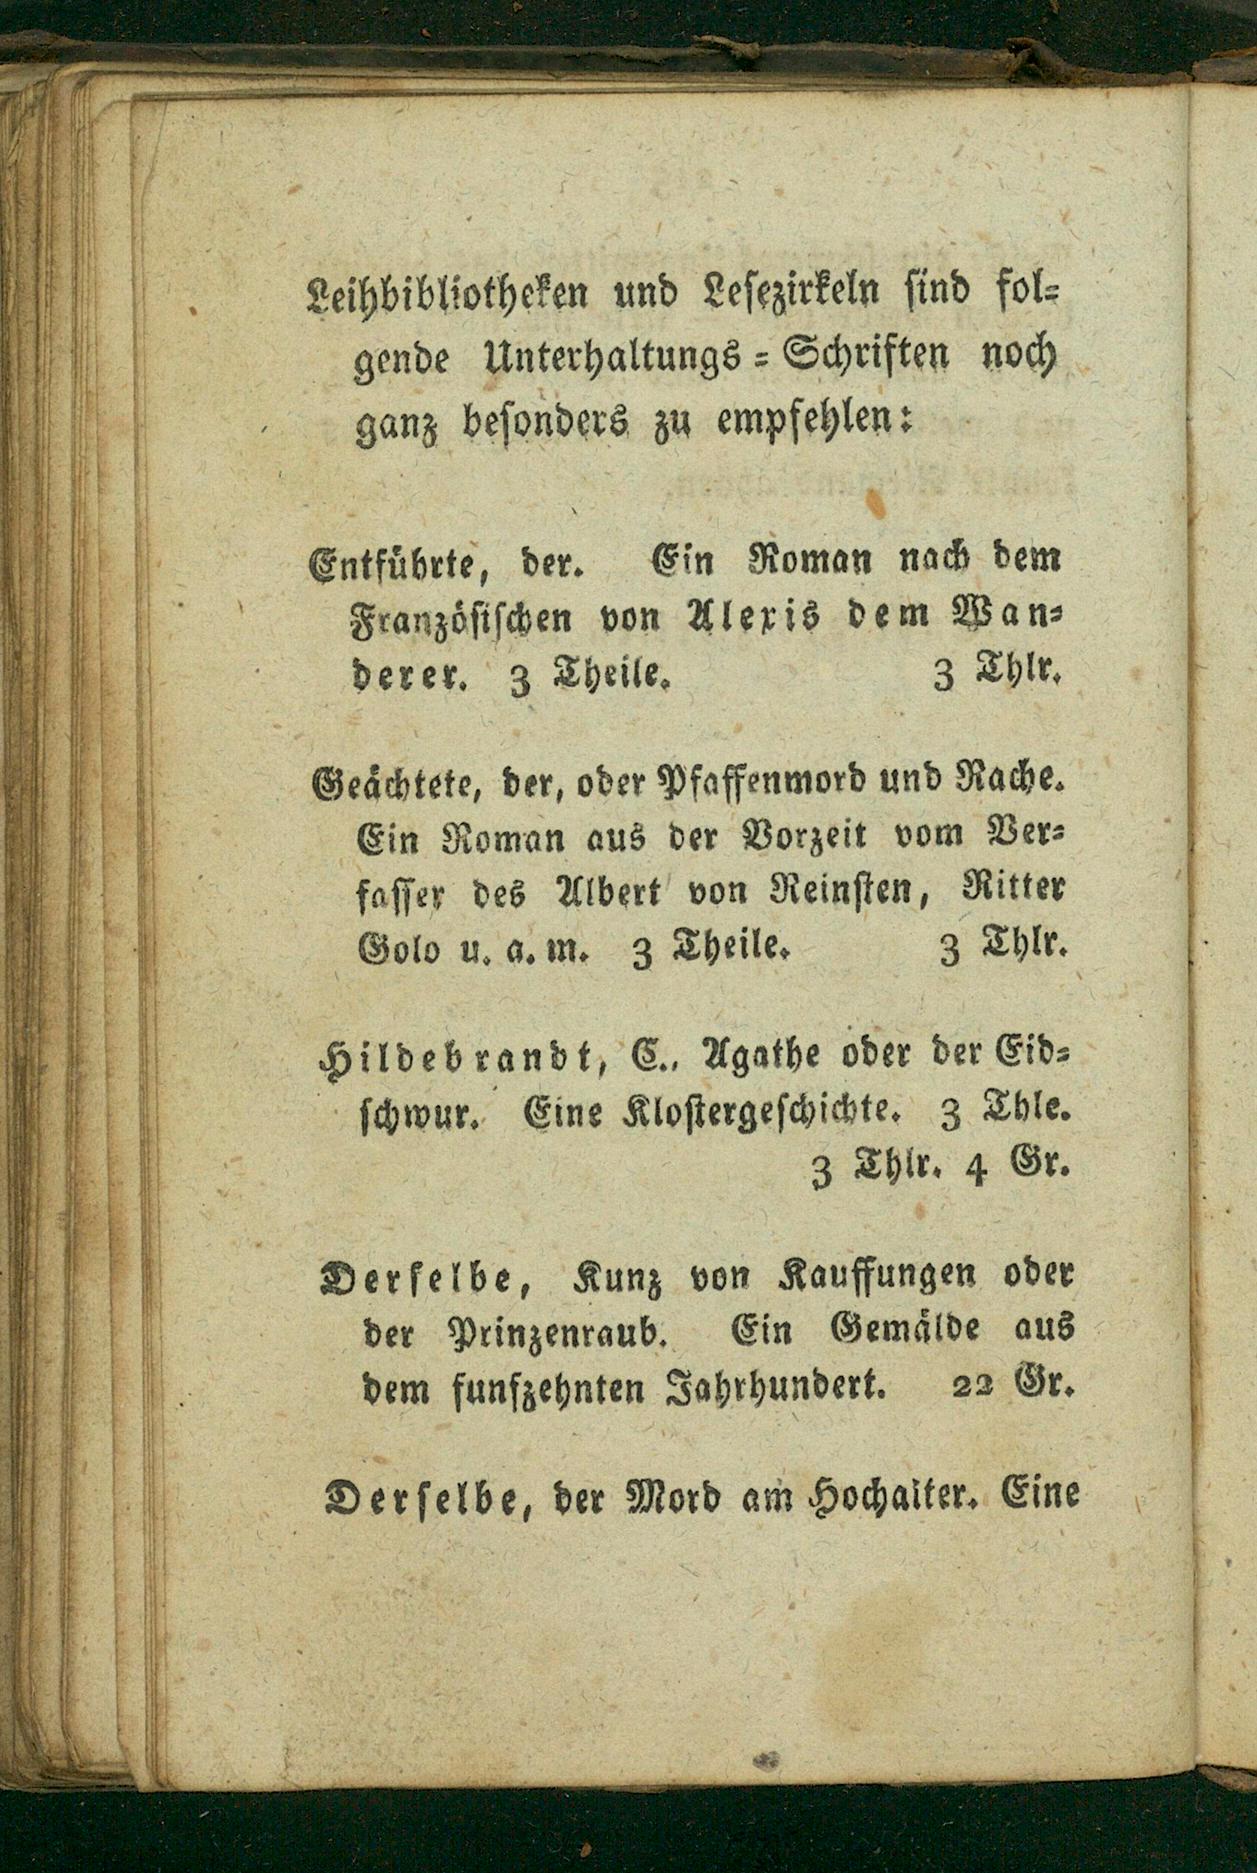 Leihbibliotheken und Lesezirkeln sind fol-
gende Unterhaltungs-Schriften noch
ganz besonders zu empfehlen:
Entführte, der. Ein Roman nach dem
Französischen von Alexis dem Wan-
derer. 3 Theile. 3 Thlr.
Geächtete, der, oder Pfaffenmord und Rache.
Ein Roman aus der Vorzeit vom Ver-
fasser des Albert von Reinsten, Ritter
Golo u. a. m. 3 Theile. 3 Thlr.
Hildebrandt, C., Agathe oder der Eid-
schwur. Eine Klostergeschichte. 3 Thle.
3 Thlr. 4 Gr.
Derselbe, Kunz von Kauffungen oder
der Prinzenraub. Ein Gemälde aus
dem funfzehnten Jahrhundert. 22 Gr.
Derselbe, der Mord am Hochalter. Eine